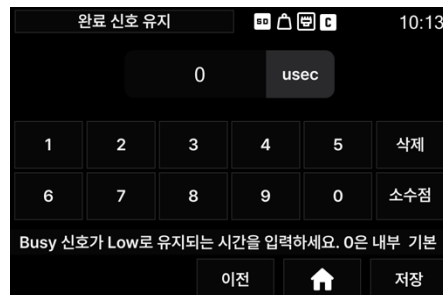 완료 신호 유지 SD C 10:13
0 usec
1 2 3 4 5 삭제
6 7 8 9 0 소수점
Busy 신호가 Low로 유지되는 시간을 입력하세요. 0은 내부 기본
이전 저장